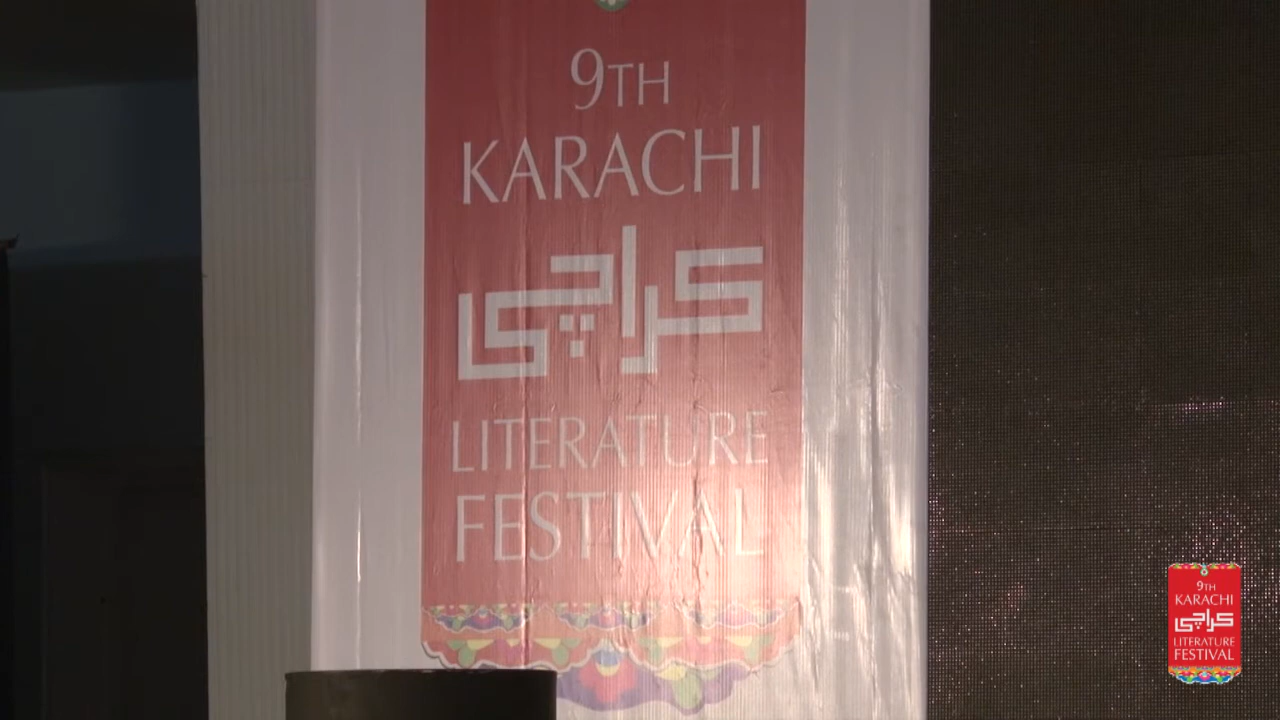 9TH
KARACHI
کراچی
LITERATURE
FESTIVAL
9TH
KARACHI
کراچی
LITERATURE
FESTIVAL